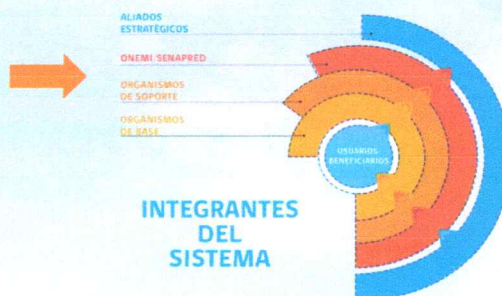 ALIADOS
ESTRATÉGICOS
ONEMI SENAPRED
ORGANISMOS
DE SOPORTE
ORGANISMOS
DE BASE
USUARIOS
BENEFICIARIOS
INTEGRANTES
DEL
SISTEMA